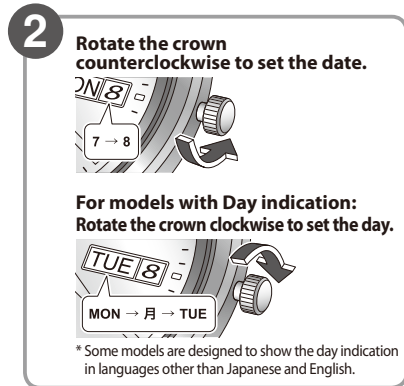 2
Rotate the crown
counterclockwise to set the date.
ON 8
7 → 8
For models with Day indication:
Rotate the crown clockwise to set the day.
TUE 8
MON → 月 → TUE
* Some models are designed to show the day indication
in languages other than Japanese and English.